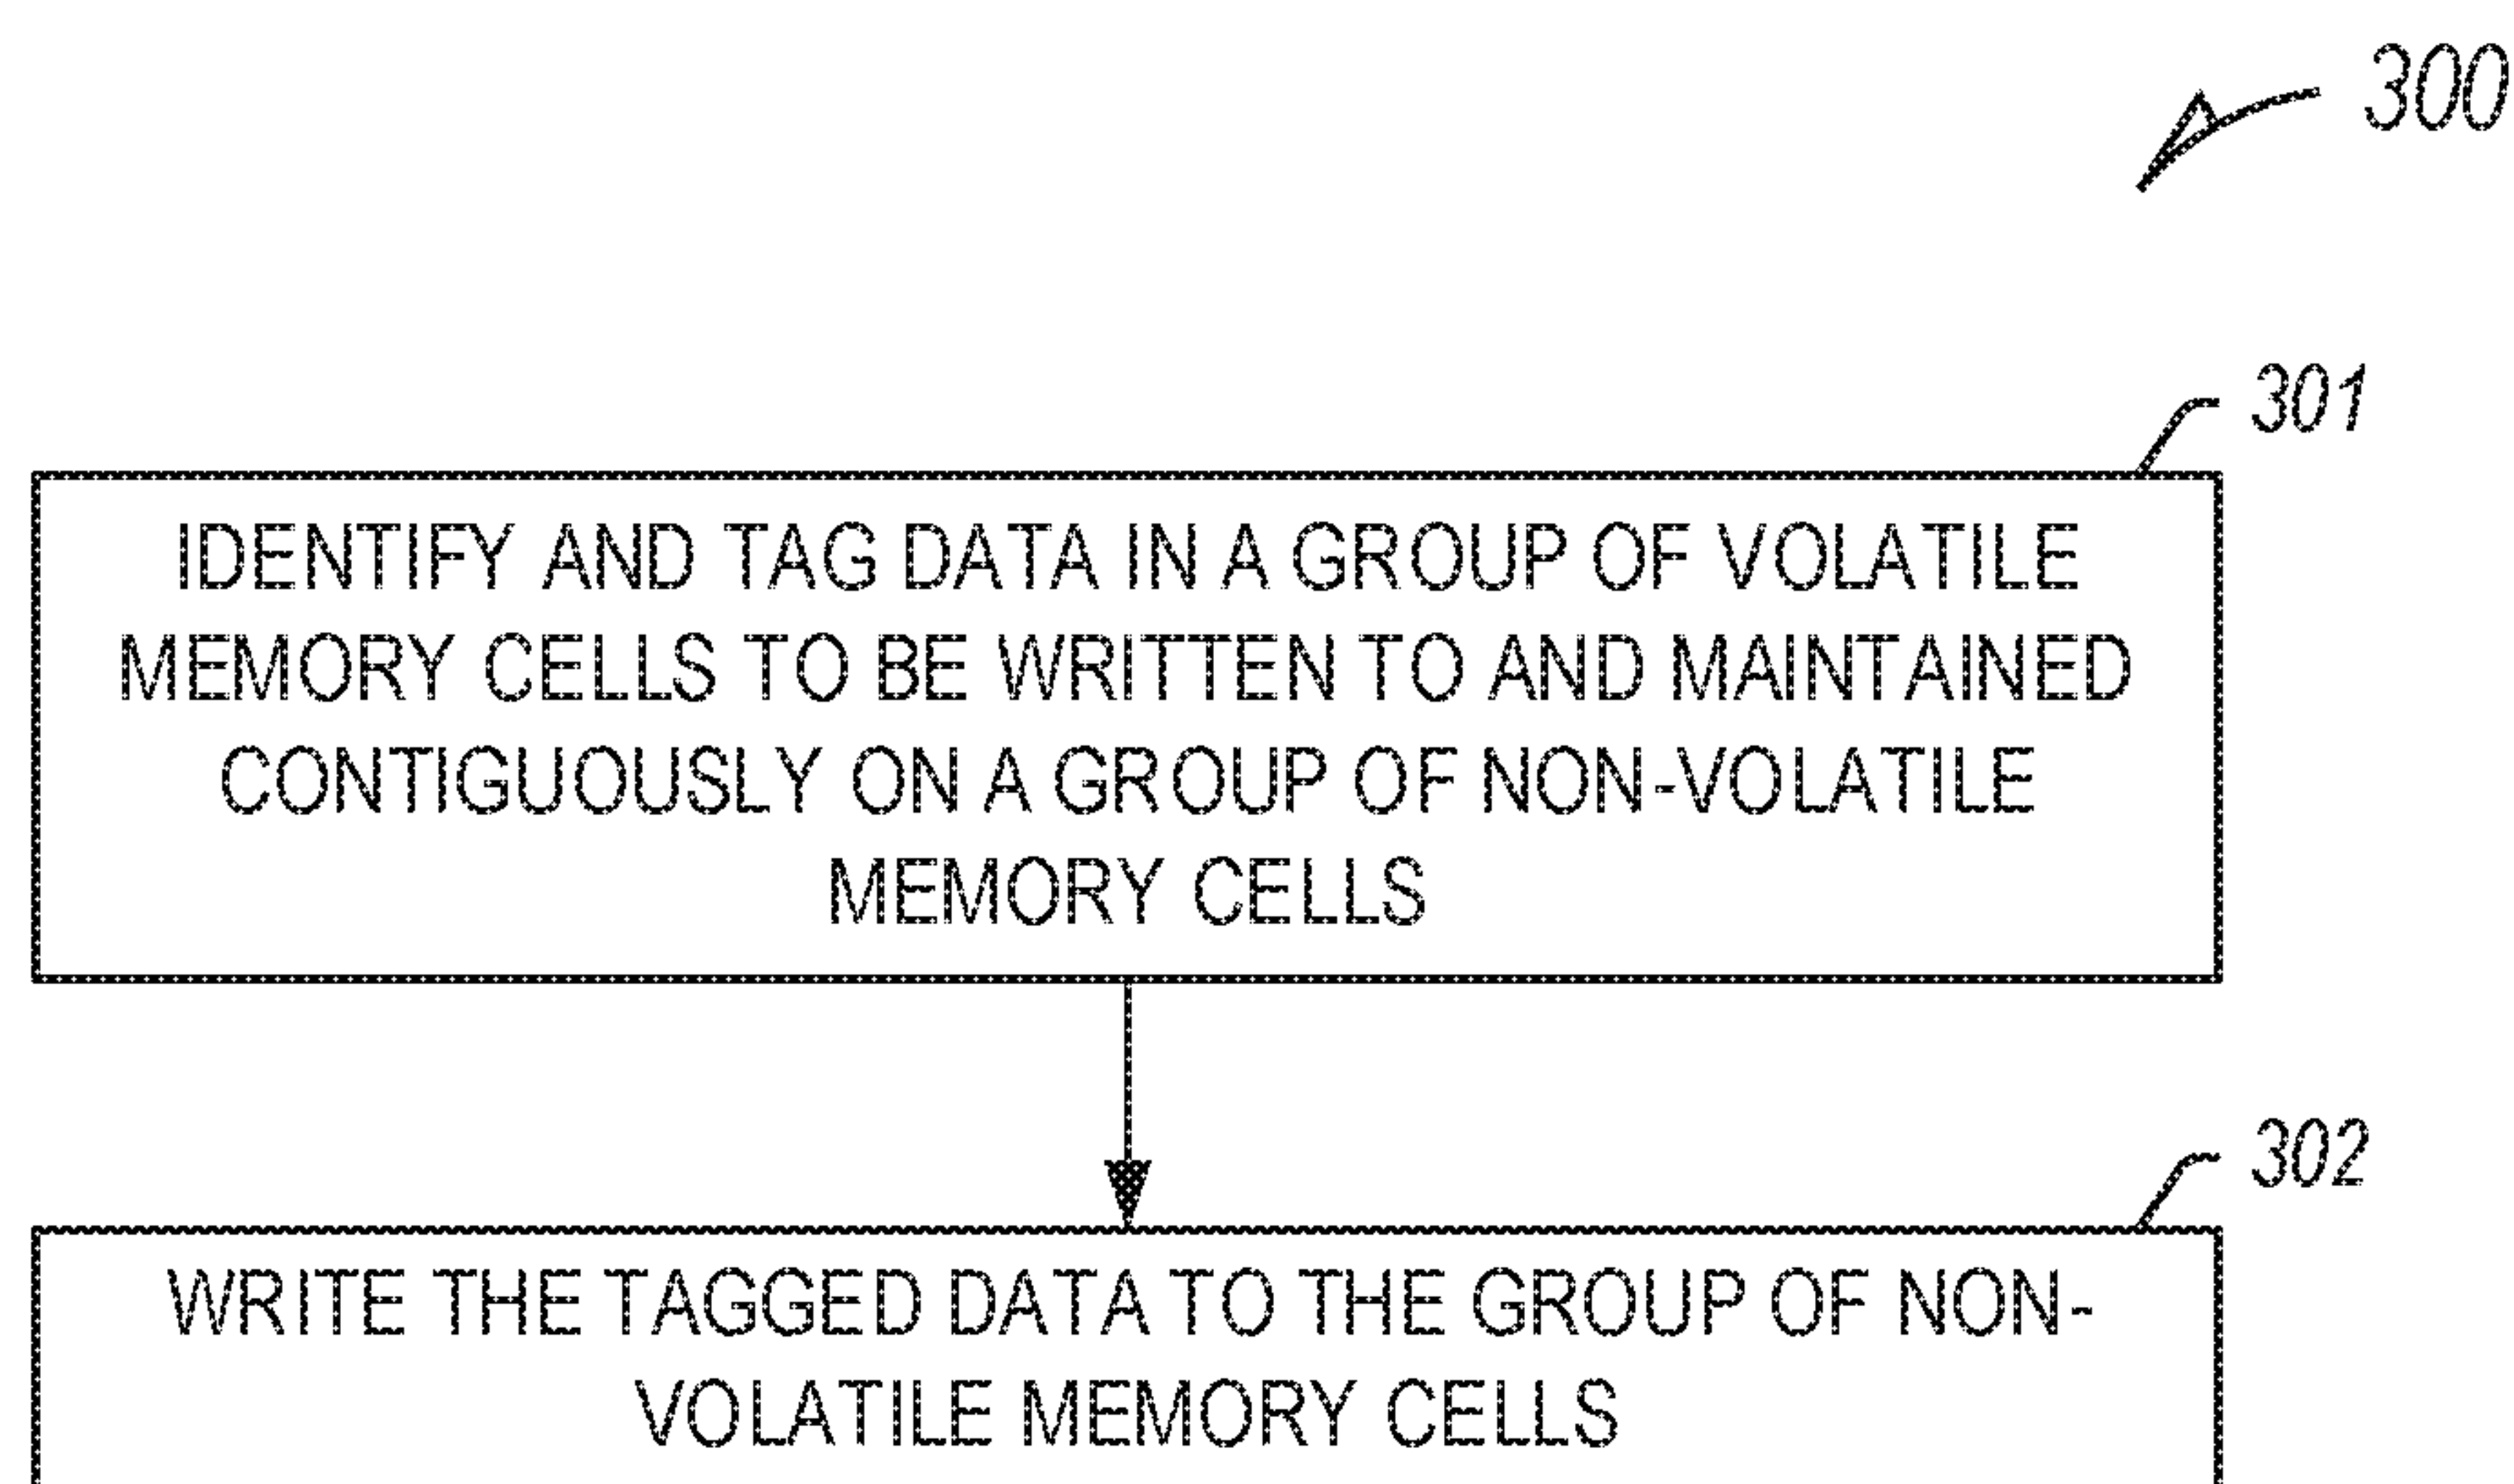 300
301
IDENTIFY AND TAG DATA IN A GROUP OF VOLATILE
MEMORY CELLS TO BE WRITTEN TO AND MAINTAINED
CONTIGUOUSLY ON A GROUP OF NON-VOLATILE
MEMORY CELLS
302
WRITE THE TAGGED DATA TO THE GROUP OF NON-
VOLATILE MEMORY CELLS